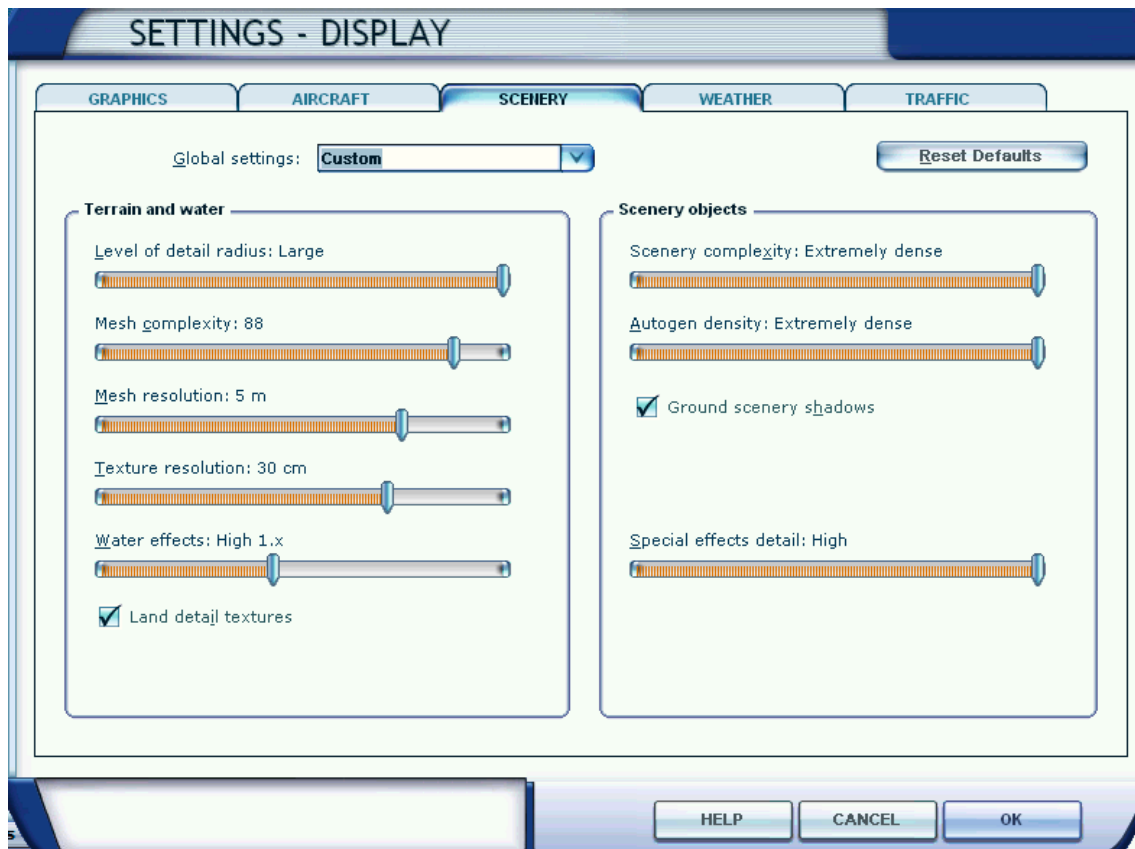 SETTINGS - DISPLAY
GRAPHICS AIRCRAFT SCENERY WEATHER TRAFFIC
Global settings: Custom Reset Defaults
Terrain and water
Level of detail radius: Large
Mesh complexity: 88
Mesh resolution: 5 m
Texture resolution: 30 cm
Water effects: High 1.x
Land detail textures
Scenery objects
Scenery complexity: Extremely dense
Autogen density: Extremely dense
Ground scenery shadows
Special effects detail: High
HELP CANCEL OK